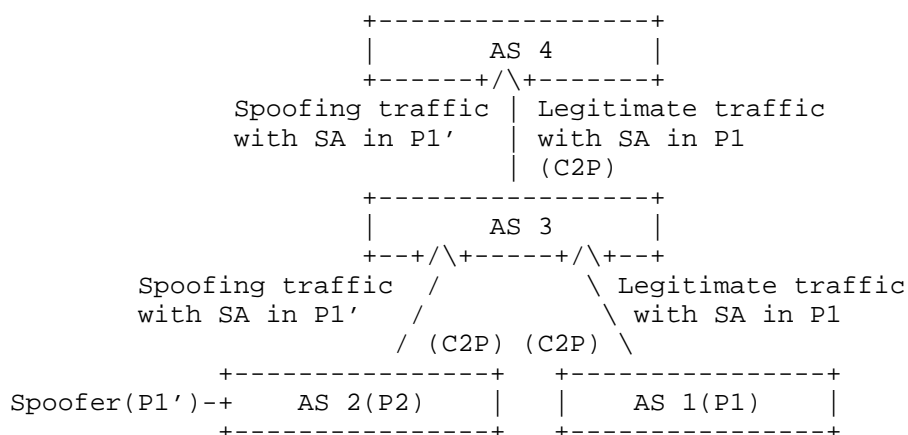 AS 4
Spoofing traffic Legitimate traffic
with SA in P1' with SA in P1
(C2P)
AS 3
Spoofing traffic Legitimate traffic
with SA in P1' with SA in P1
(C2P) (C2P)
Spoofer(P1') AS 2(P2) AS 1(P1)